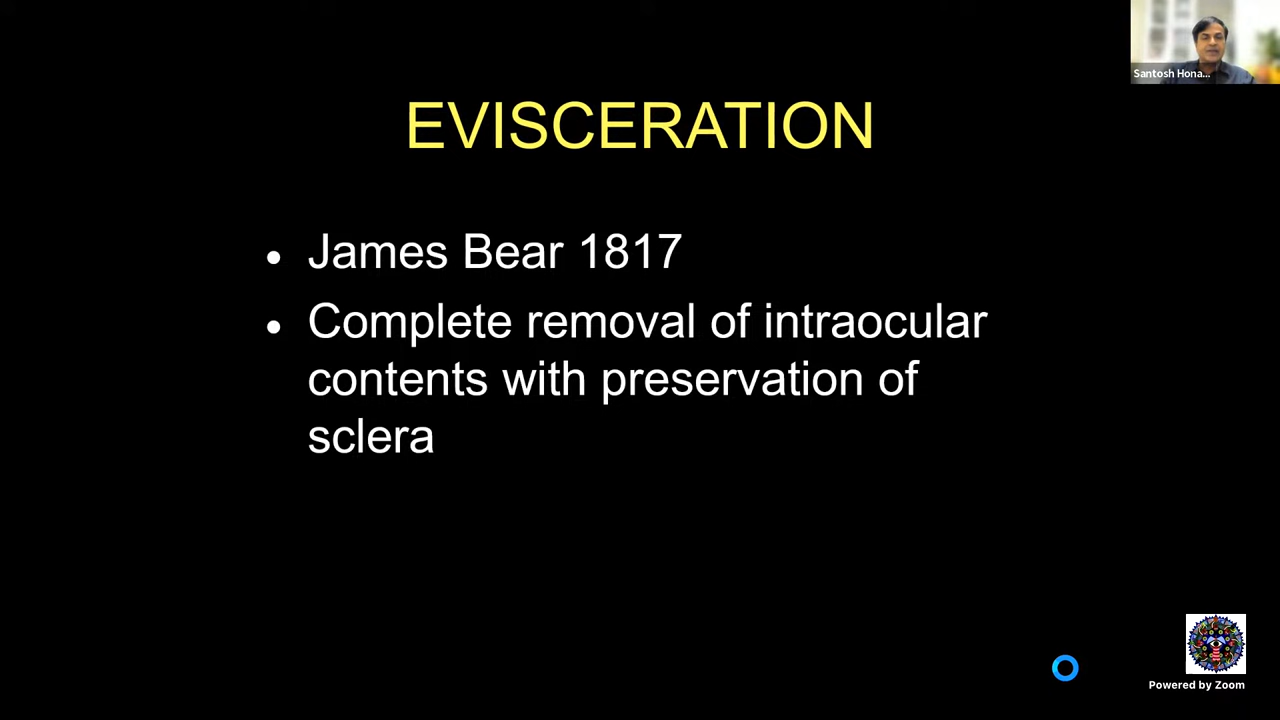 Santosh Hona...
EVISCERATION
• James Bear 1817
• Complete removal of intraocular
contents with preservation of
sclera
Powered by Zoom